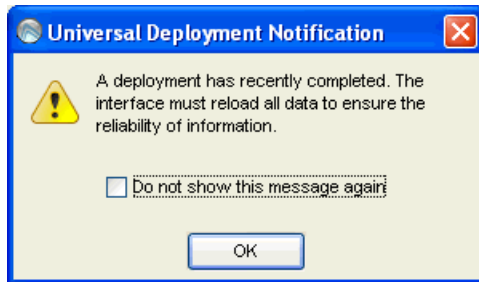 Universal Deployment Notification
A deployment has recently completed. The
interface must reload all data to ensure the
reliability of information.
Do not show this message again
OK